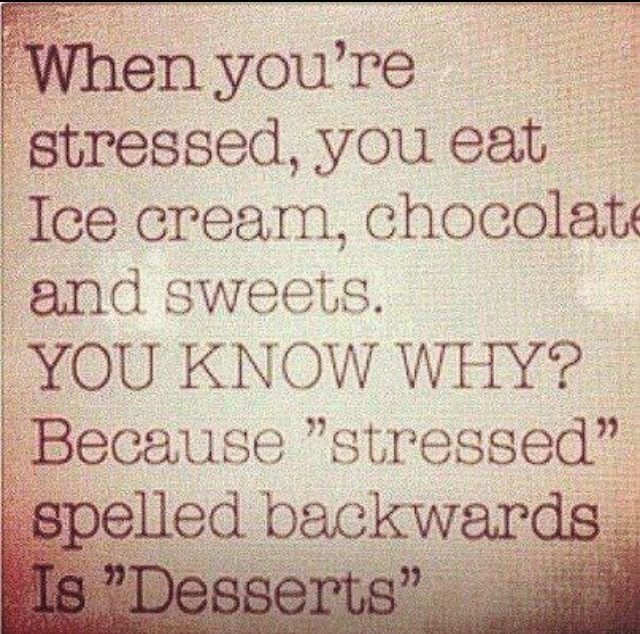 When you're
stressed, you eat
Ice cream, chocolate
and sweets.
YOU KNOW WHY?
Because "stressed"
spelled backwards
Is "Desserts"